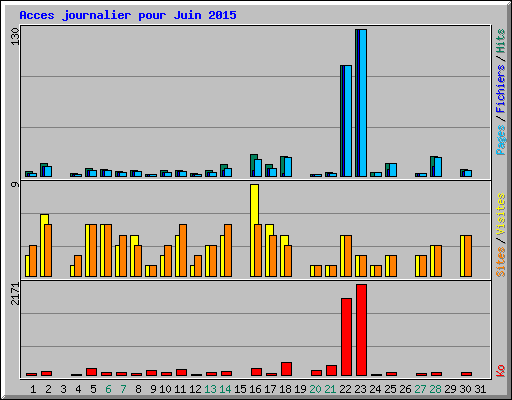 Acces journalier pour Juin 2015
130
9
2171
Pages / Fichiers / Hits
Sites / Visites
Ko
1 2 3 4 5 6 7 8 9 10 11 12 13 14 15 16 17 18 19 20 21 22 23 24 25 26 27 28 29 30 31